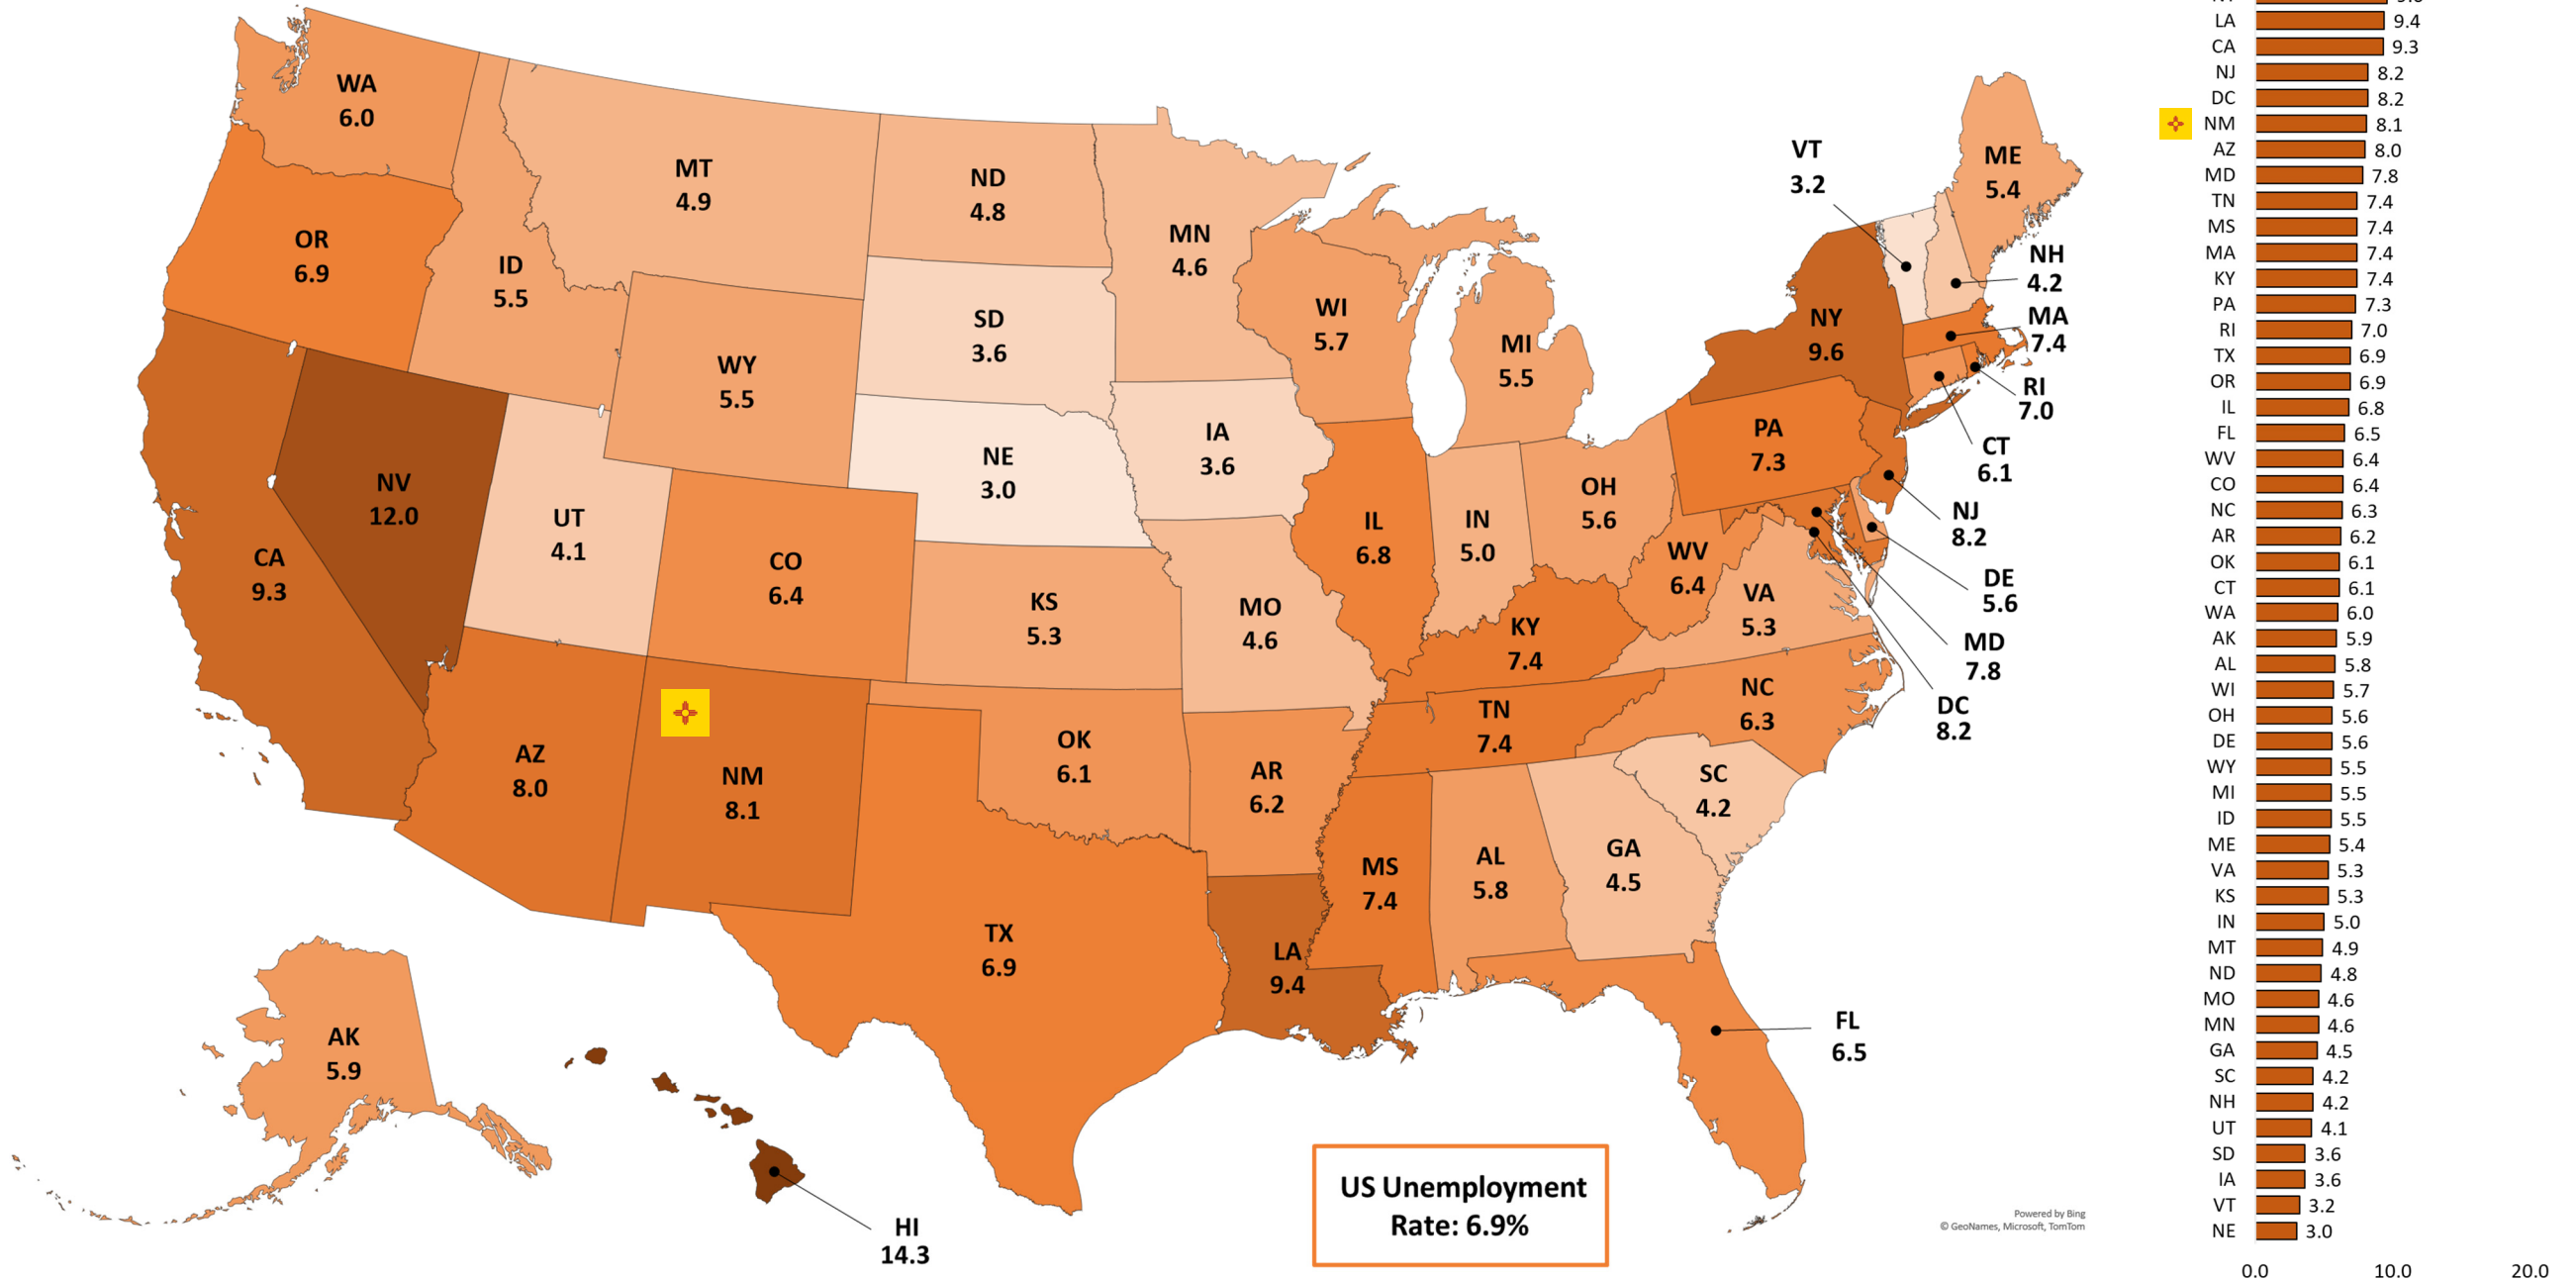 WA
6.0
OR
6.9
CA
9.3
NV
12.0
ID
5.5
MT
4.9
WY
5.5
UT
4.1
CO
6.4
AZ
8.0
NM
8.1
ND
4.8
SD
3.6
NE
3.0
KS
5.3
OK
6.1
TX
6.9
MN
4.6
IA
3.6
MO
4.6
AR
6.2
LA
9.4
WI
5.7
IL
6.8
MI
5.5
IN
5.0
OH
5.6
KY
7.4
TN
7.4
MS
7.4
AL
5.8
GA
4.5
SC
4.2
NC
6.3
VA
5.3
WV
6.4
PA
7.3
NY
9.6
VT
3.2
ME
5.4
NH
4.2
MA
7.4
RI
7.0
CT
6.1
NJ
8.2
DE
5.6
MD
7.8
DC
8.2
FL
6.5
AK
5.9
HI
14.3
US Unemployment
Rate: 6.9%
Powered by Bing
© GeoNames, Microsoft, TomTom
LA 9.4
CA 9.3
NJ 8.2
DC 8.2
NM 8.1
AZ 8.0
MD 7.8
TN 7.4
MS 7.4
MA 7.4
KY 7.4
PA 7.3
RI 7.0
TX 6.9
OR 6.9
IL 6.8
FL 6.5
WV 6.4
CO 6.4
NC 6.3
AR 6.2
OK 6.1
CT 6.1
WA 6.0
AK 5.9
AL 5.8
WI 5.7
OH 5.6
DE 5.6
WY 5.5
MI 5.5
ID 5.5
ME 5.4
VA 5.3
KS 5.3
IN 5.0
MT 4.9
ND 4.8
MO 4.6
MN 4.6
GA 4.5
SC 4.2
NH 4.2
UT 4.1
SD 3.6
IA 3.6
VT 3.2
NE 3.0
0.0 10.0 20.0